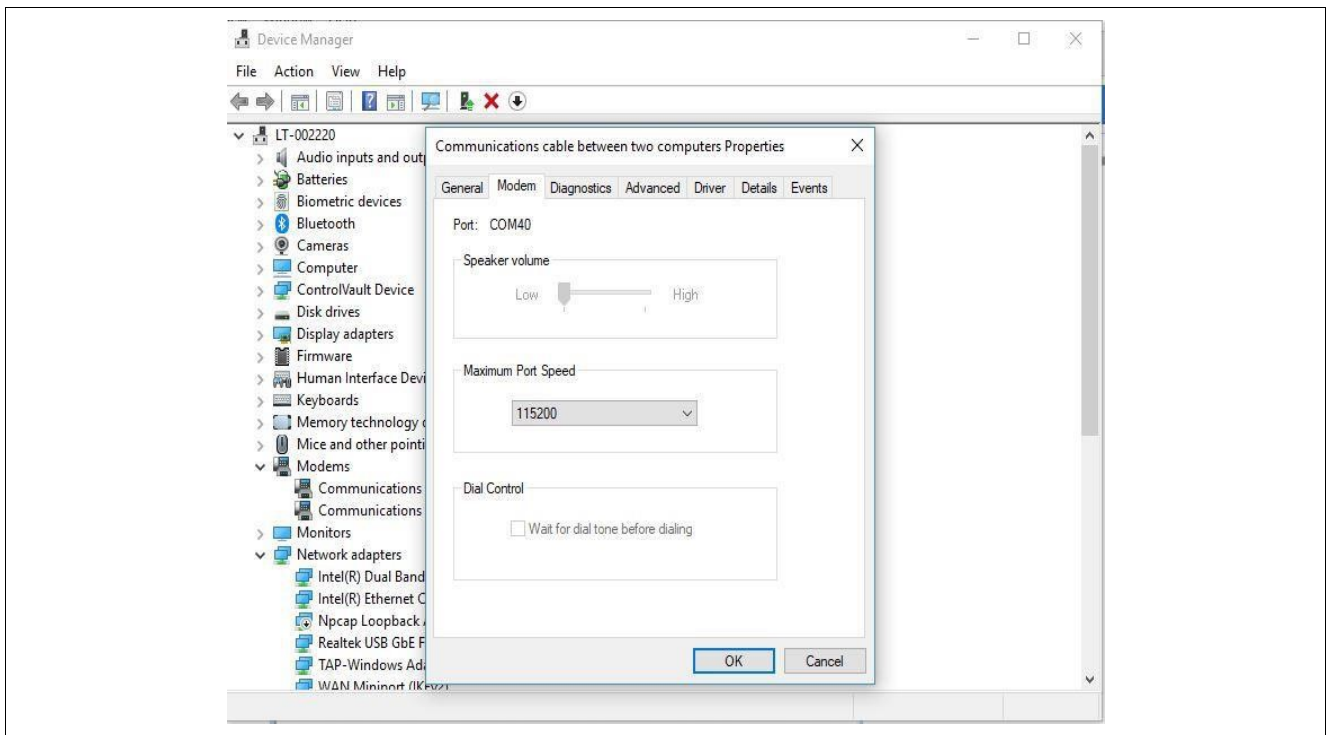 Device Manager
File Action View Help
LT-002220
Audio inputs and outp
Batteries
Biometric devices
Bluetooth
Cameras
Computer
ControlVault Device
Disk drives
Display adapters
Firmware
Human Interface Devi
Keyboards
Memory technology
Mice and other pointi
Modems
Communications
Communications
Monitors
Network adapters
Intel(R) Dual Band
Intel(R) Ethernet C
Npcap Loopback
Realtek USB GbE F
TAP-Windows Ada
WAN Miniport (IKEv2)
Communications cable between two computers Properties
General Modem Diagnostics Advanced Driver Details Events
Port: COM40
Speaker volume
Low High
Maximum Port Speed
115200
Dial Control
Wait for dial tone before dialing
OK Cancel